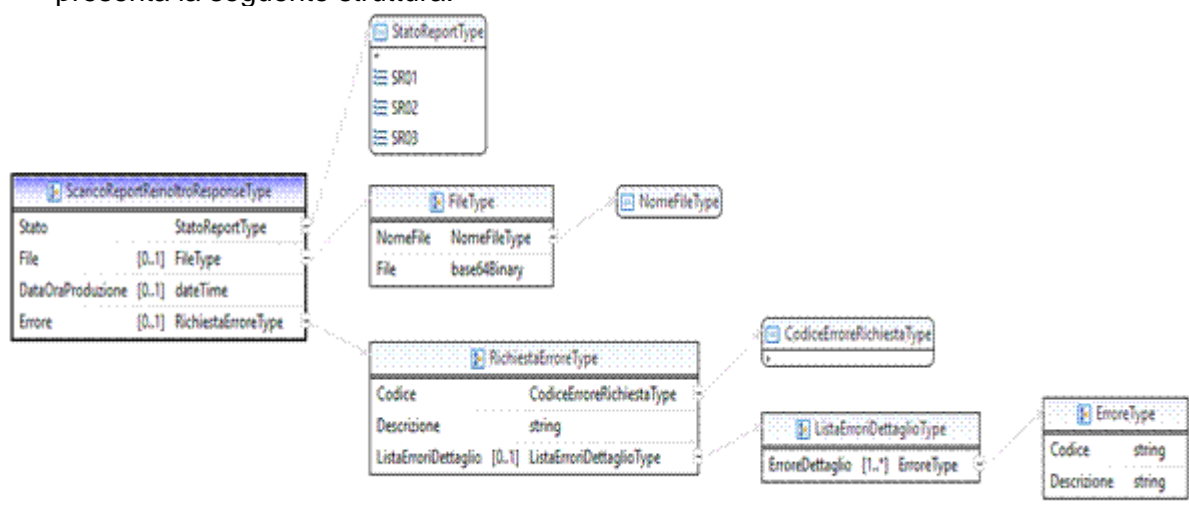 presenta la seguente struttura:
StatoReportType
SR01
SR02
SR03
ScaricoReportRemoltroResponseType
Stato StatoReportType
File [0..1] FileType
DataOraProduzione [0..1] dateTime
Errore [0..1] RichiestaErroreType
FileType
NomeFile NomeFileType
File base64Binary
NomeFileType
RichiestaErroreType
Codice CodiceErroreRichiestaType
Descrizione string
ListaErroriDettaglio [0..1] ListaErroriDettaglioType
CodiceErroreRichiestaType
ListaErroriDettaglioType
ErroreDettaglio [1..*] ErroreType
ErroreType
Codice string
Descrizione string